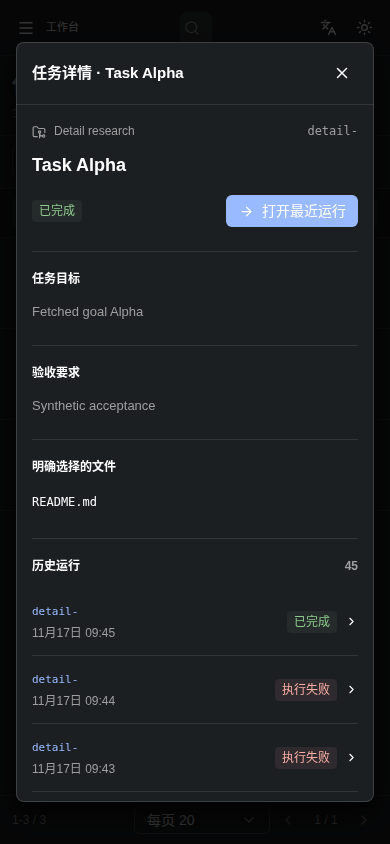 工作台
任务详情 · Task Alpha
Detail research
detail-
Task Alpha
已完成
打开最近运行
任务目标
Fetched goal Alpha
验收要求
Synthetic acceptance
明确选择的文件
README.md
历史运行
45
detail-
11月17日 09:45
已完成
detail-
11月17日 09:44
执行失败
detail-
11月17日 09:43
执行失败
1-3 / 3
每页 20
1 / 1